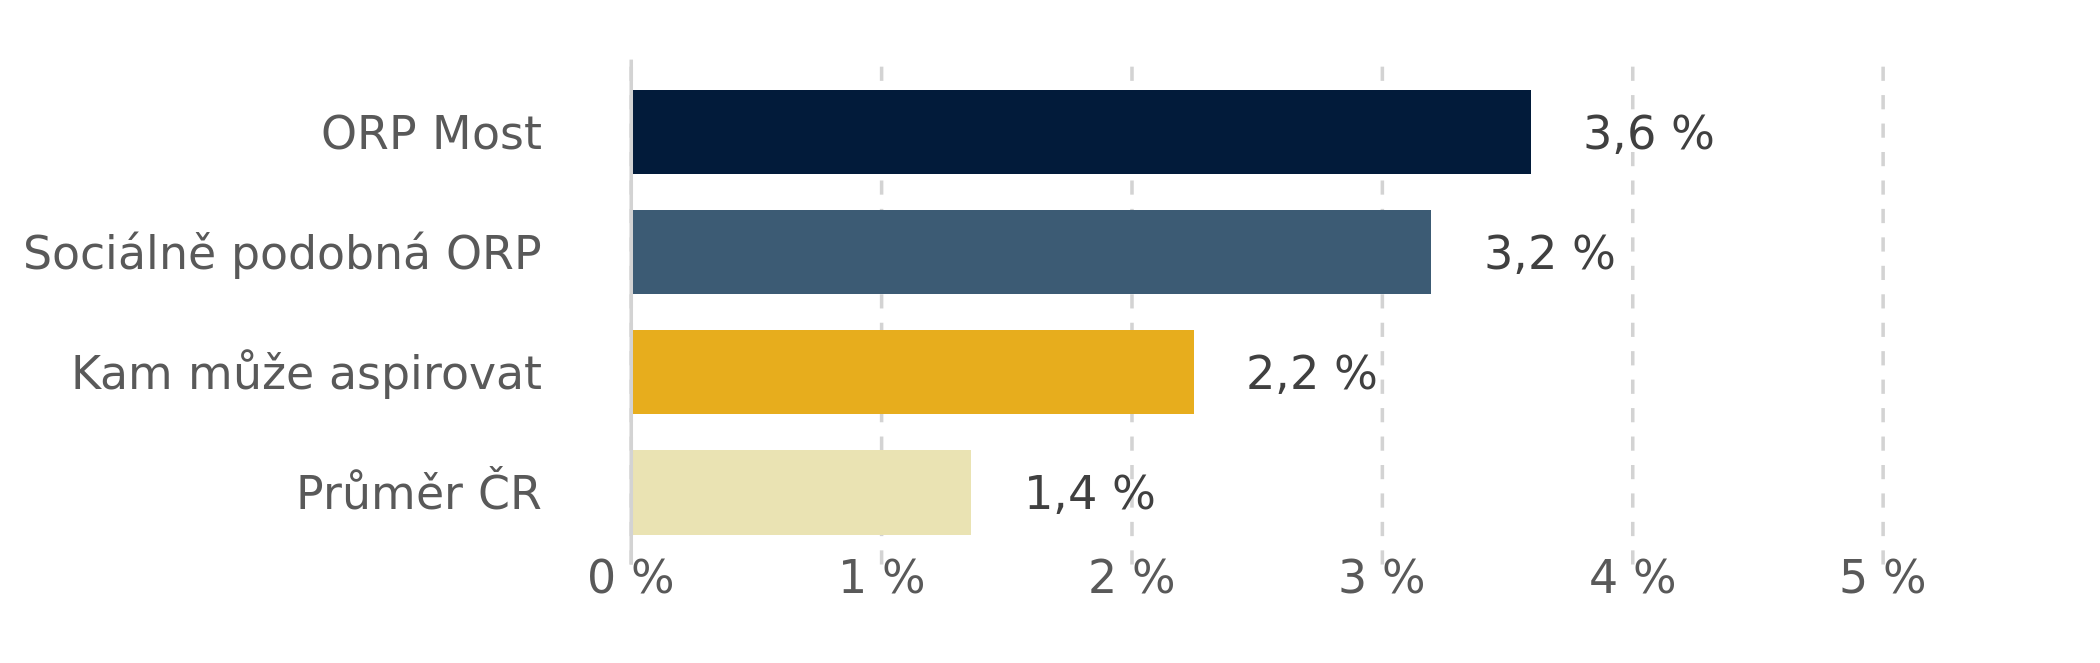 ORP Most 3,6 %
Sociálně podobná ORP 3,2 %
Kam může aspirovat 2,2 %
Průměr ČR 1,4 %
0 % 1 % 2 % 3 % 4 % 5 %